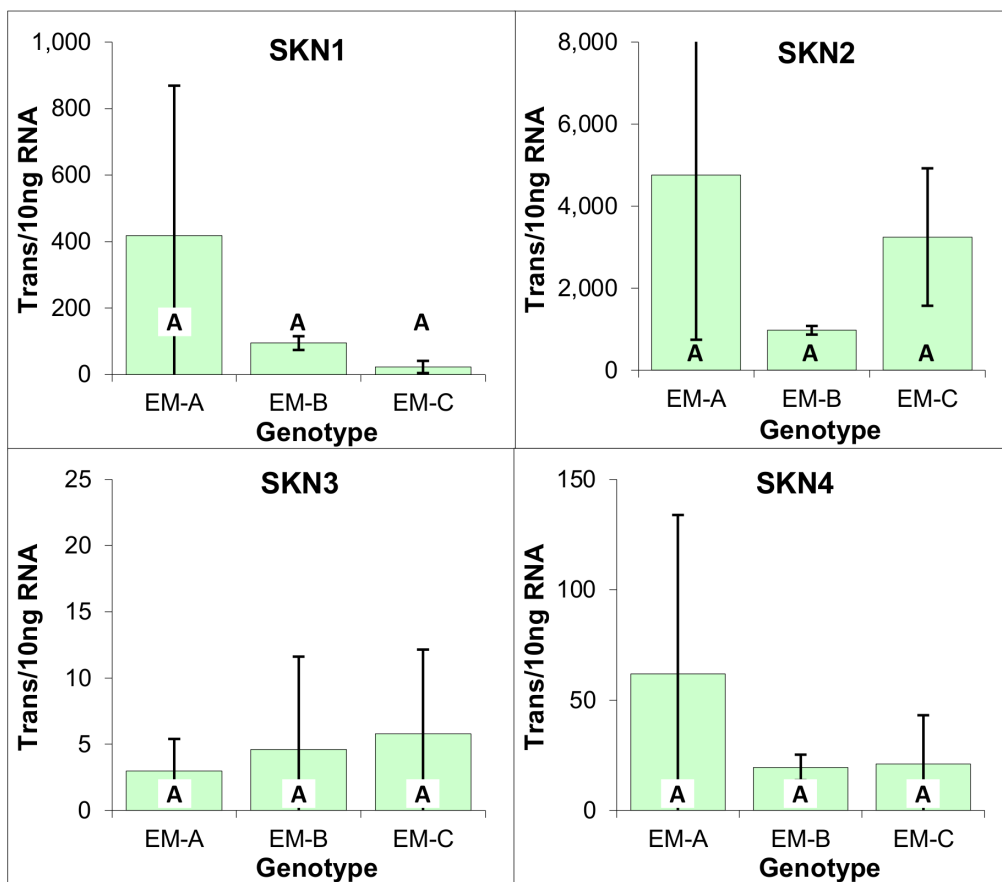 SKN1
Trans/10ng RNA
1,000
800
600
400
200
0
A A A
EM-A EM-B EM-C
Genotype
SKN2
Trans/10ng RNA
8,000
6,000
4,000
2,000
0
A A A
EM-A EM-B EM-C
Genotype
SKN3
Trans/10ng RNA
25
20
15
10
5
0
A A A
EM-A EM-B EM-C
Genotype
SKN4
Trans/10ng RNA
150
100
50
0
A A A
EM-A EM-B EM-C
Genotype